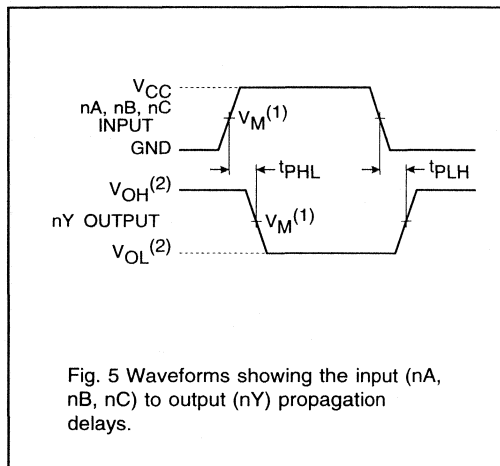 VCC
nA, nB, nC
INPUT
VM(1)
GND
tPHL
tPLH
VOH(2)
nY OUTPUT
VM(1)
VOL(2)
Fig. 5 Waveforms showing the input (nA,
nB, nC) to output (nY) propagation
delays.